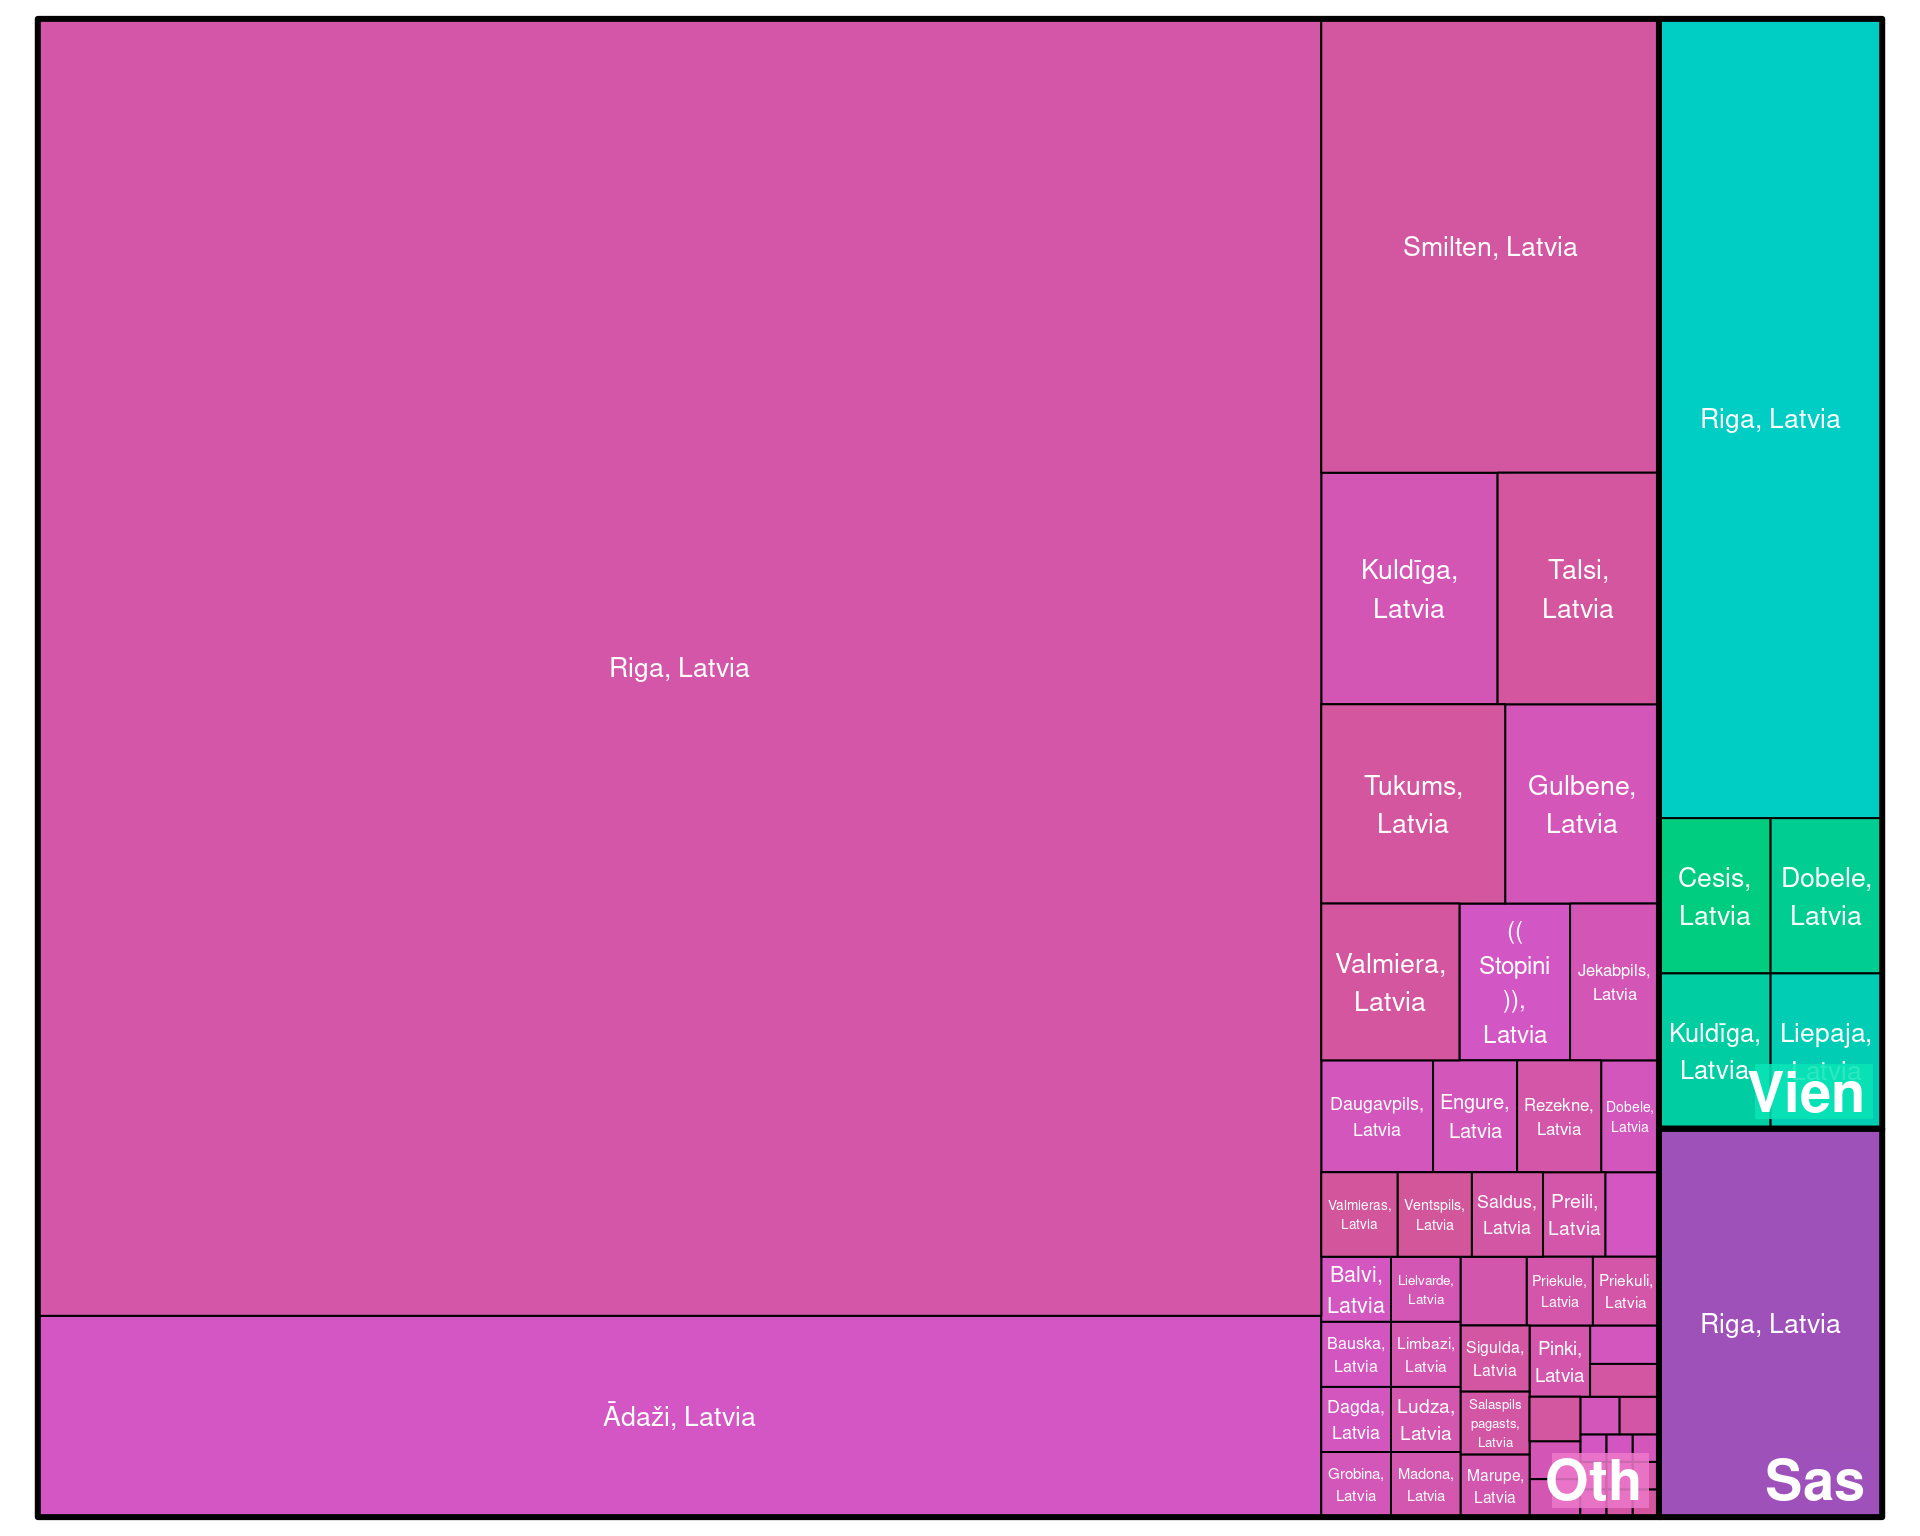 Riga, Latvia
Ādaži, Latvia
Smilten, Latvia
Kuldīga,
Latvia
Talsi,
Latvia
Tukums,
Latvia
Gulbene,
Latvia
Valmiera,
Latvia
((
Stopini
)),
Latvia
Jekabpils,
Latvia
Daugavpils,
Latvia
Engure,
Latvia
Rezekne,
Latvia
Dobele,
Latvia
Valmieras,
Latvia
Ventspils,
Latvia
Saldus,
Latvia
Preili,
Latvia
Balvi,
Latvia
Lielvarde,
Latvia
Priekule,
Latvia
Priekuli,
Latvia
Bauska,
Latvia
Limbazi,
Latvia
Sigulda,
Latvia
Pinki,
Latvia
Dagda,
Latvia
Ludza,
Latvia
Salaspils
pagasts,
Latvia
Grobina,
Latvia
Madona,
Latvia
Marupe,
Latvia
Oth
Riga, Latvia
Cesis,
Latvia
Dobele,
Latvia
Kuldīga,
Latvia
Liepaja,
Latvia
Vien
Riga, Latvia
Sas